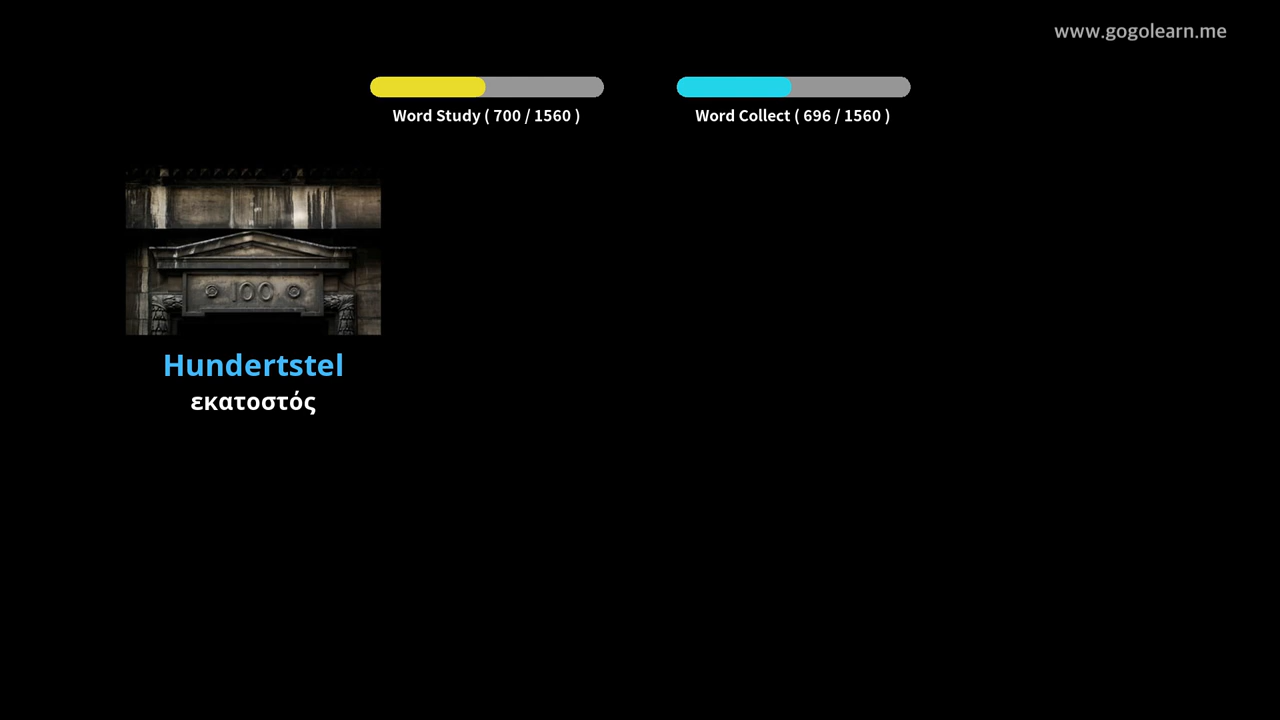 www.gogolearn.me
Word Study ( 700 / 1560 )
Word Collect ( 696 / 1560 )
100
Hundertstel
εκατοστός